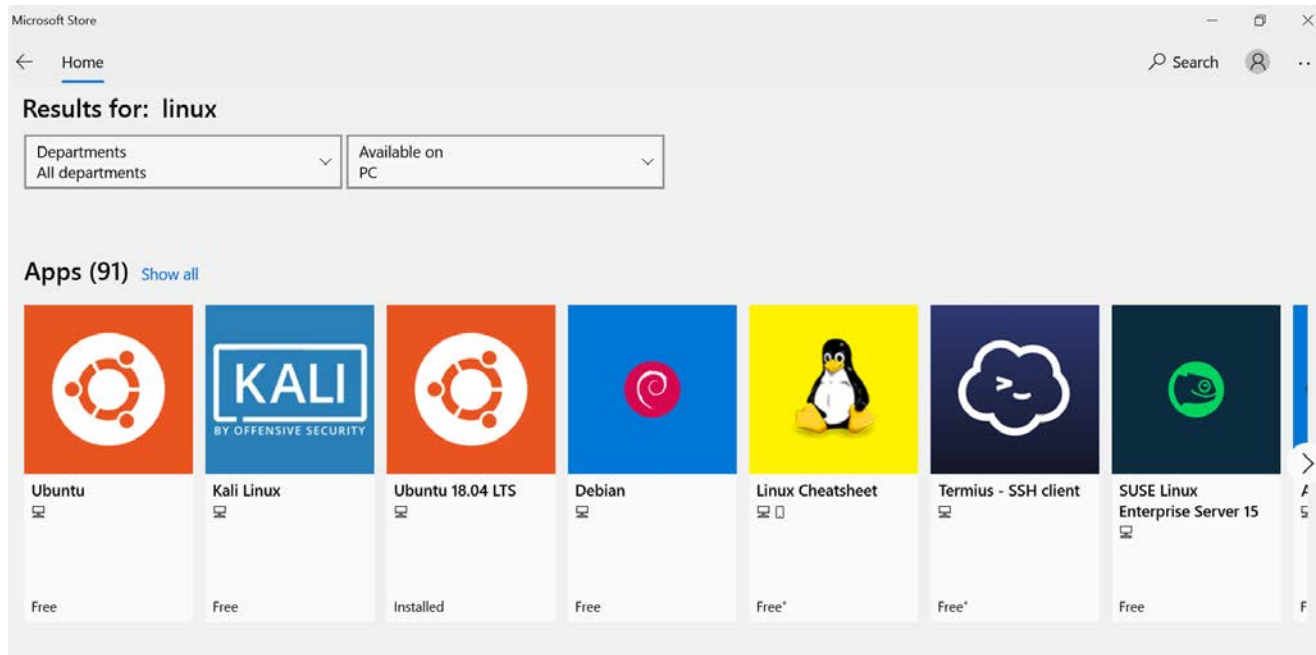 Microsoft Store
Home
Search
Results for: linux
Departments
All departments
Available on
PC
Apps (91) Show all
KALI
BY OFFENSIVE SECURITY
>_
Ubuntu
Free
Kali Linux
Free
Ubuntu 18.04 LTS
Installed
Debian
Free
Linux Cheatsheet
Free*
Termius - SSH client
Free*
SUSE Linux
Enterprise Server 15
Free